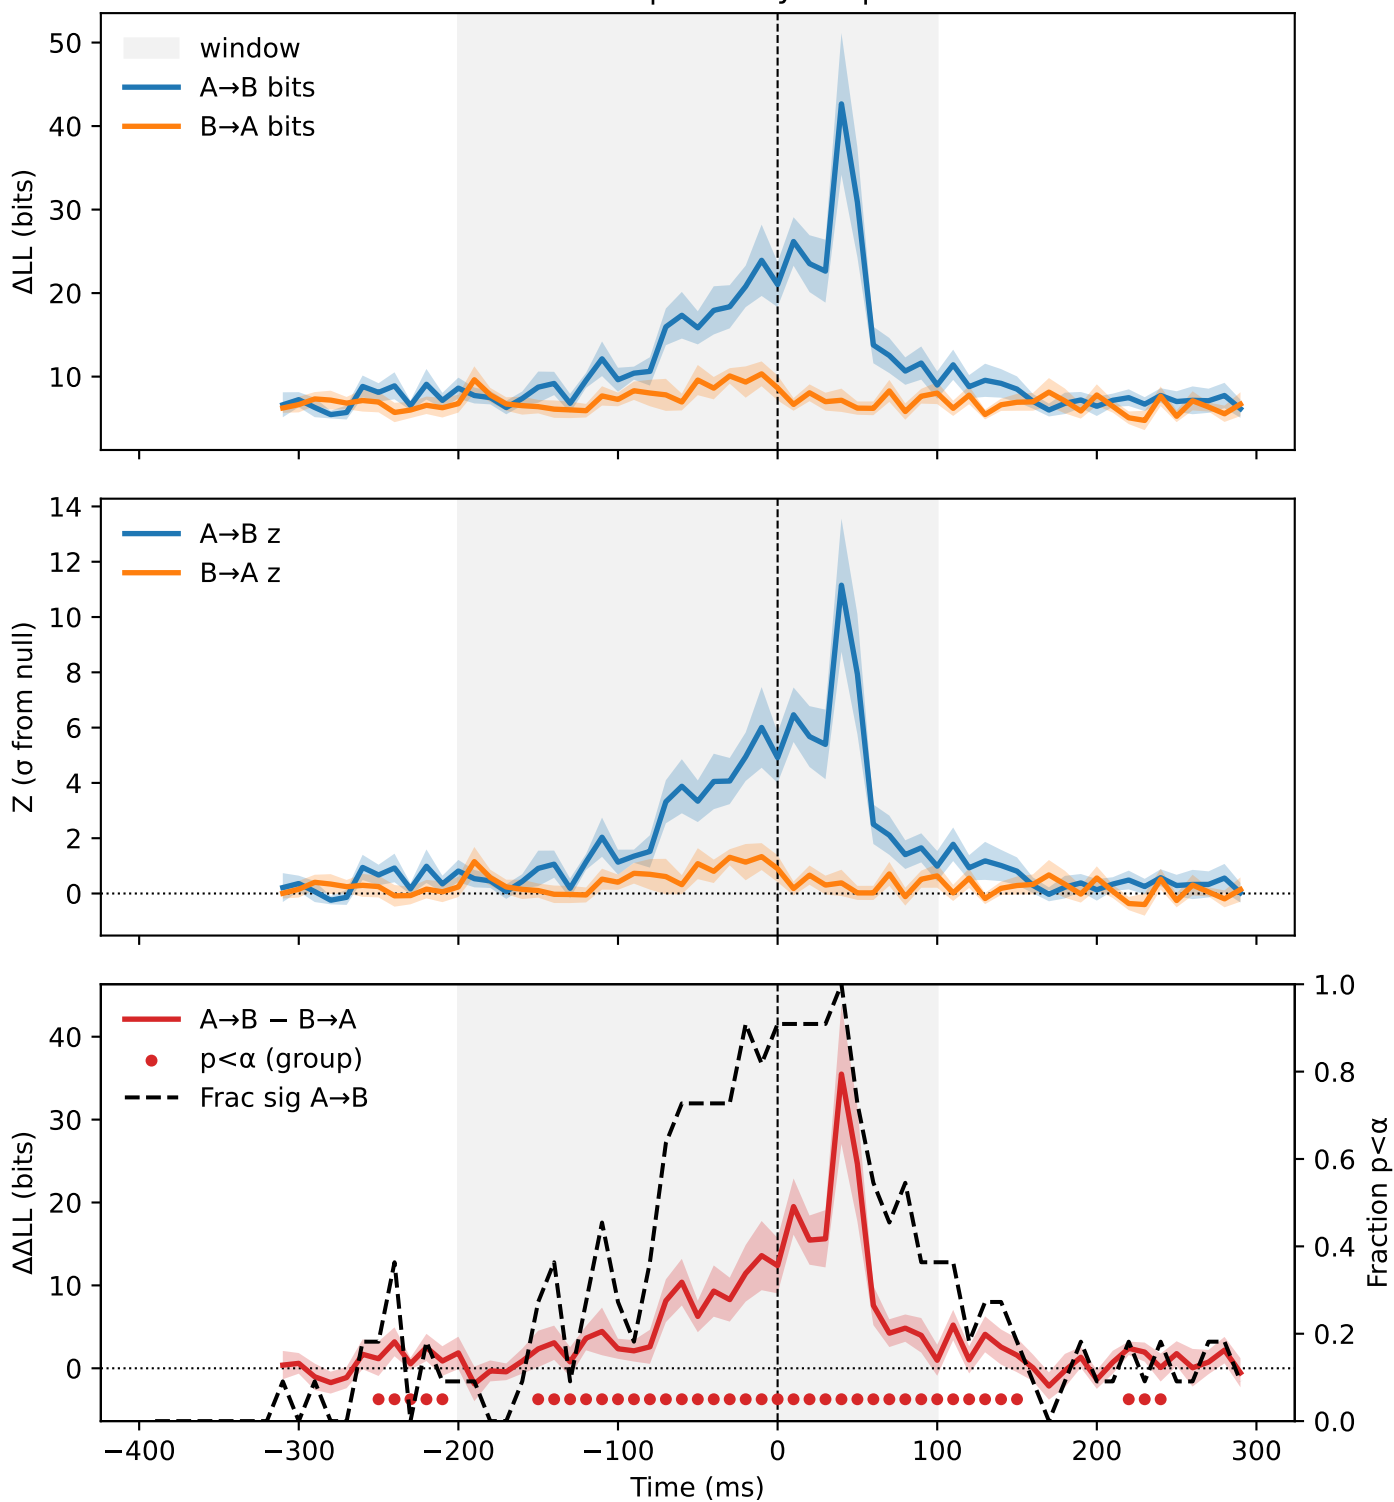 50
40
30
20
10
ΔLL (bits)
window
A→B bits
B→A bits
14
12
10
8
6
4
2
0
Z (σ from null)
A→B z
B→A z
40
30
20
10
0
ΔΔLL (bits)
A→B − B→A
p<α (group)
Frac sig A→B
1.0
0.8
0.6
0.4
0.2
0.0
Fraction p<α
−400
−300
−200
−100
0
100
200
300
Time (ms)